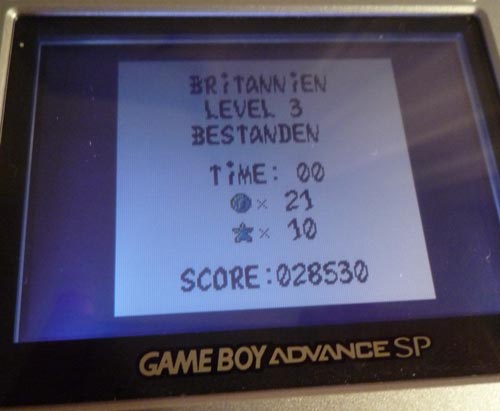 BRiTANNiEN
LEVEL 3
BESTANDEN
TiME: 00
× 21
× 10
SCORE:028530
GAME BOY ADVANCE SP